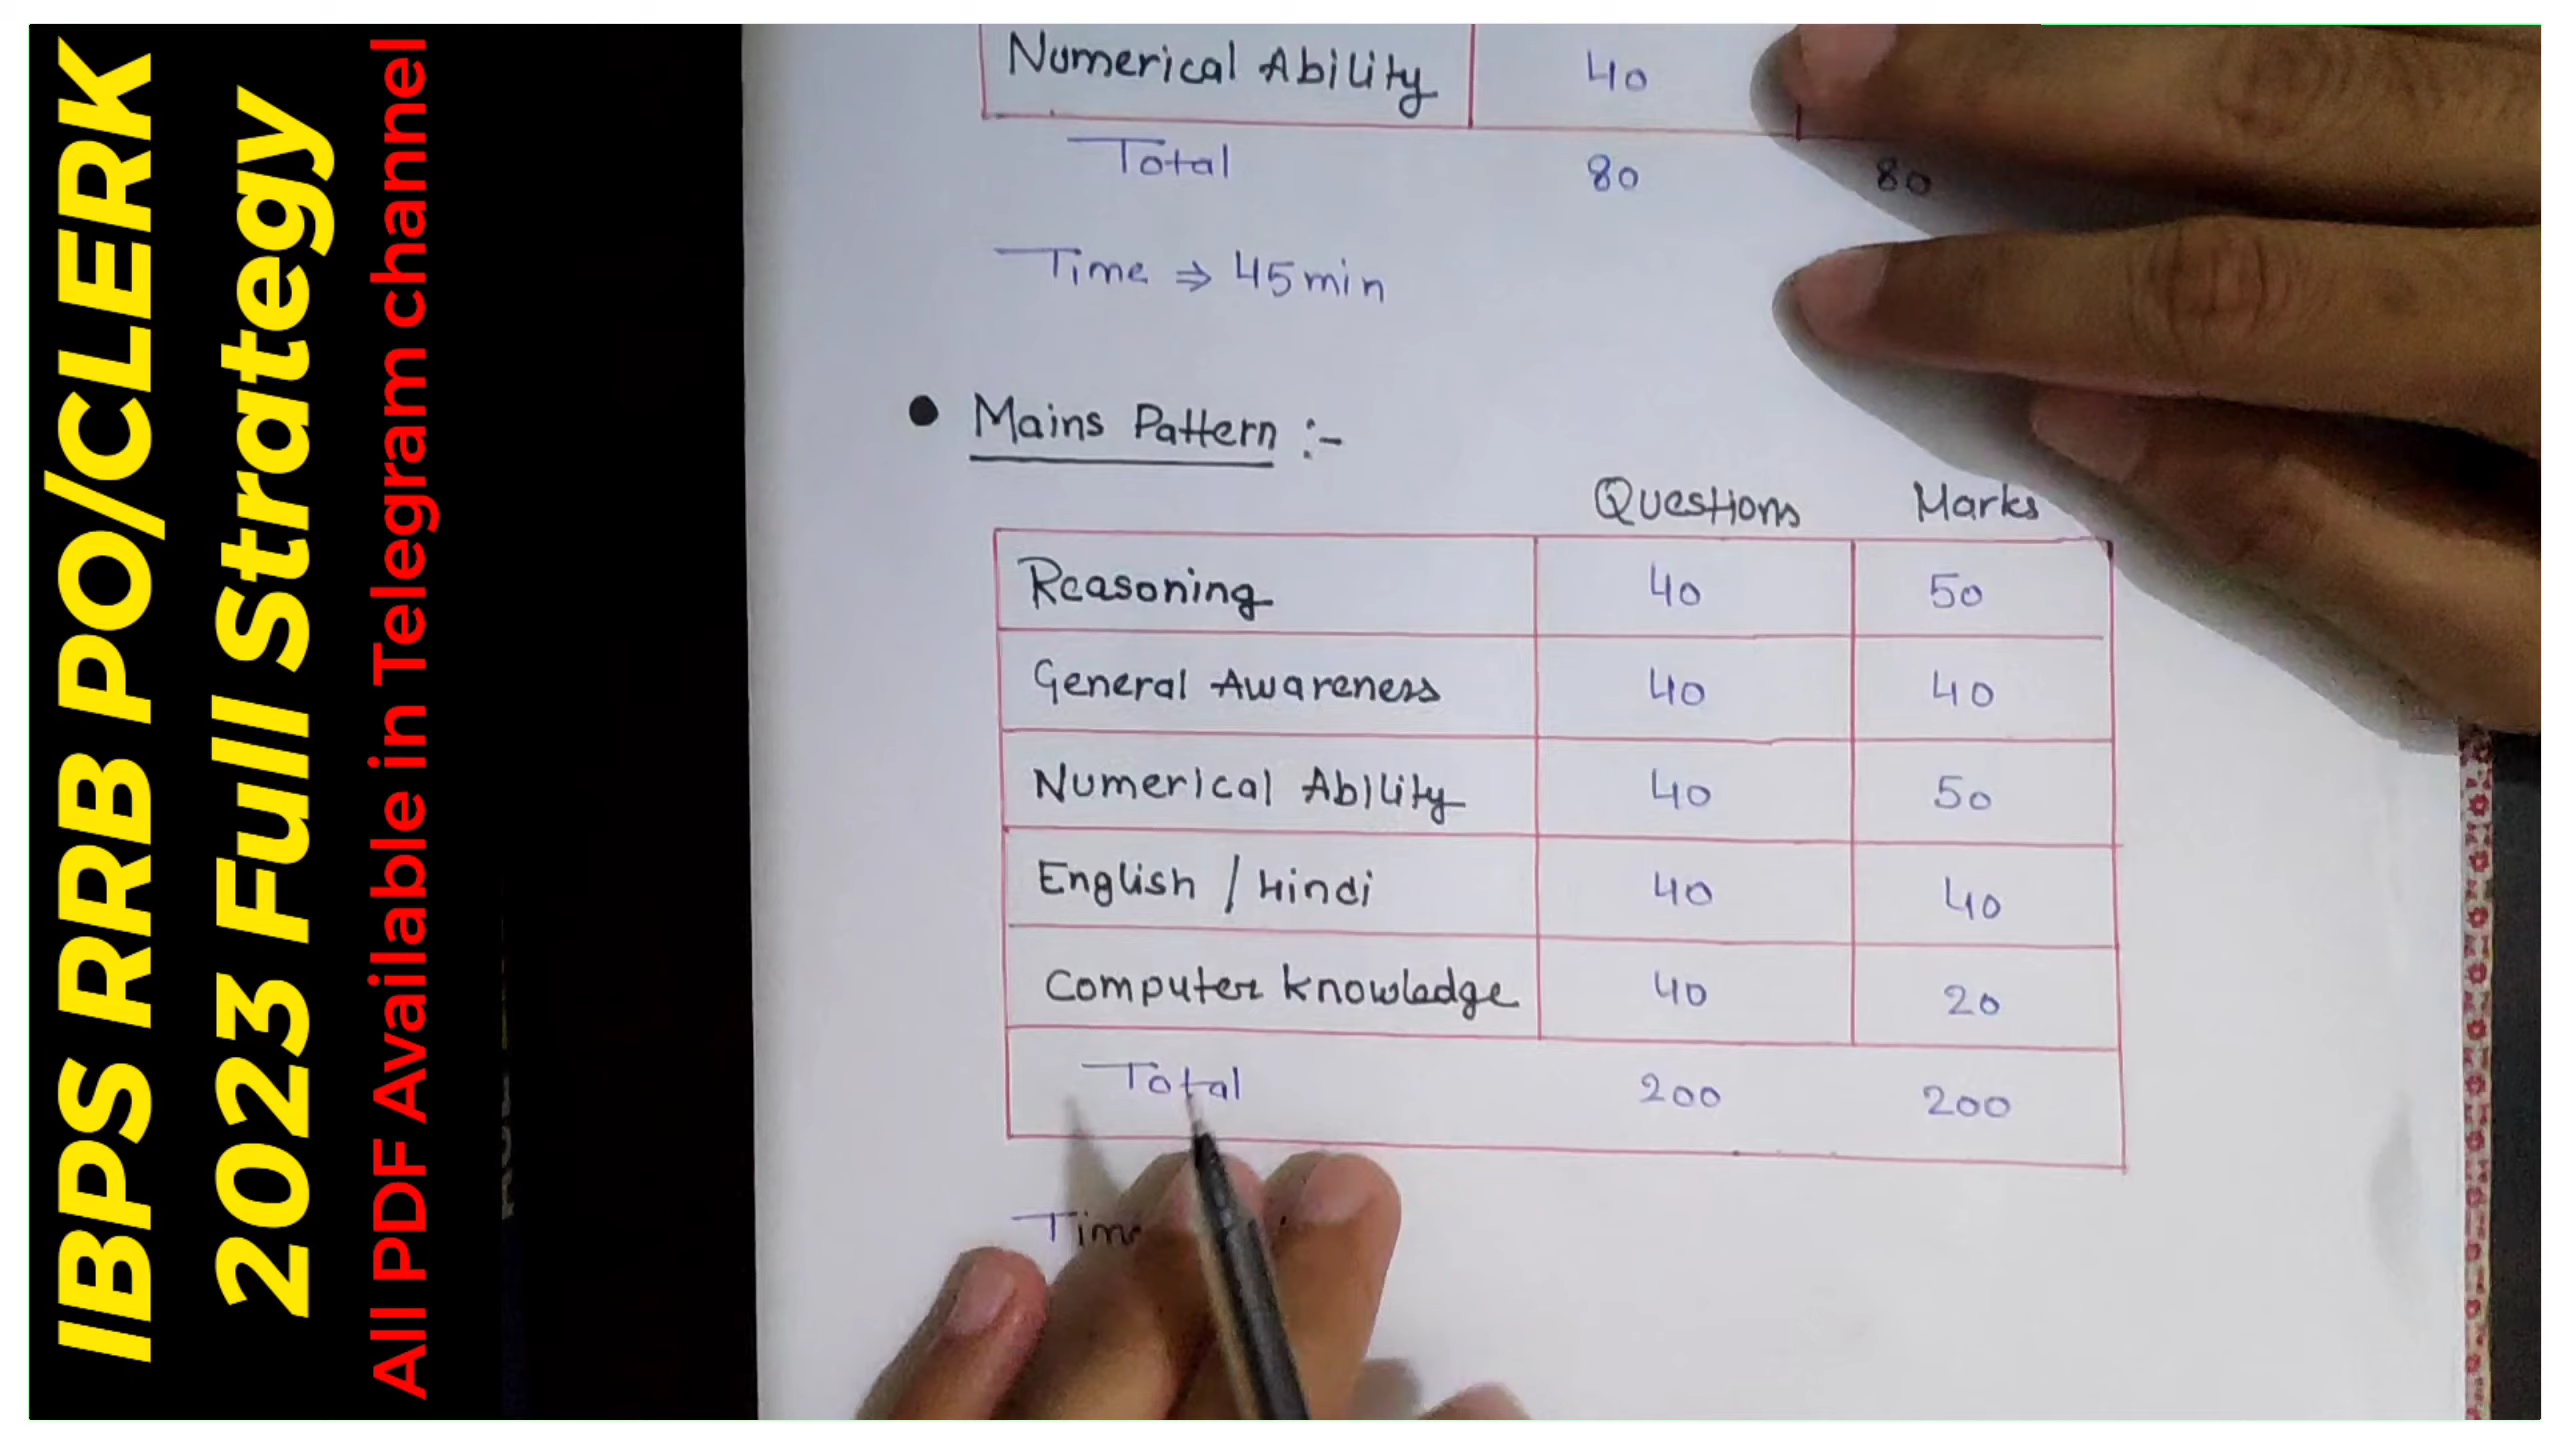 IBPS RRB PO/CLERK
2023 Full Strategy
All PDF Available in Telegram channel
Numerical Ability 40
Total 80 80
Time ⇒ 45 min
• Mains Pattern :-
Questions Marks
Reasoning 40 50
General Awareness 40 40
Numerical Ability 40 50
English / Hindi 40 40
Computer knowledge 40 20
Total 200 200